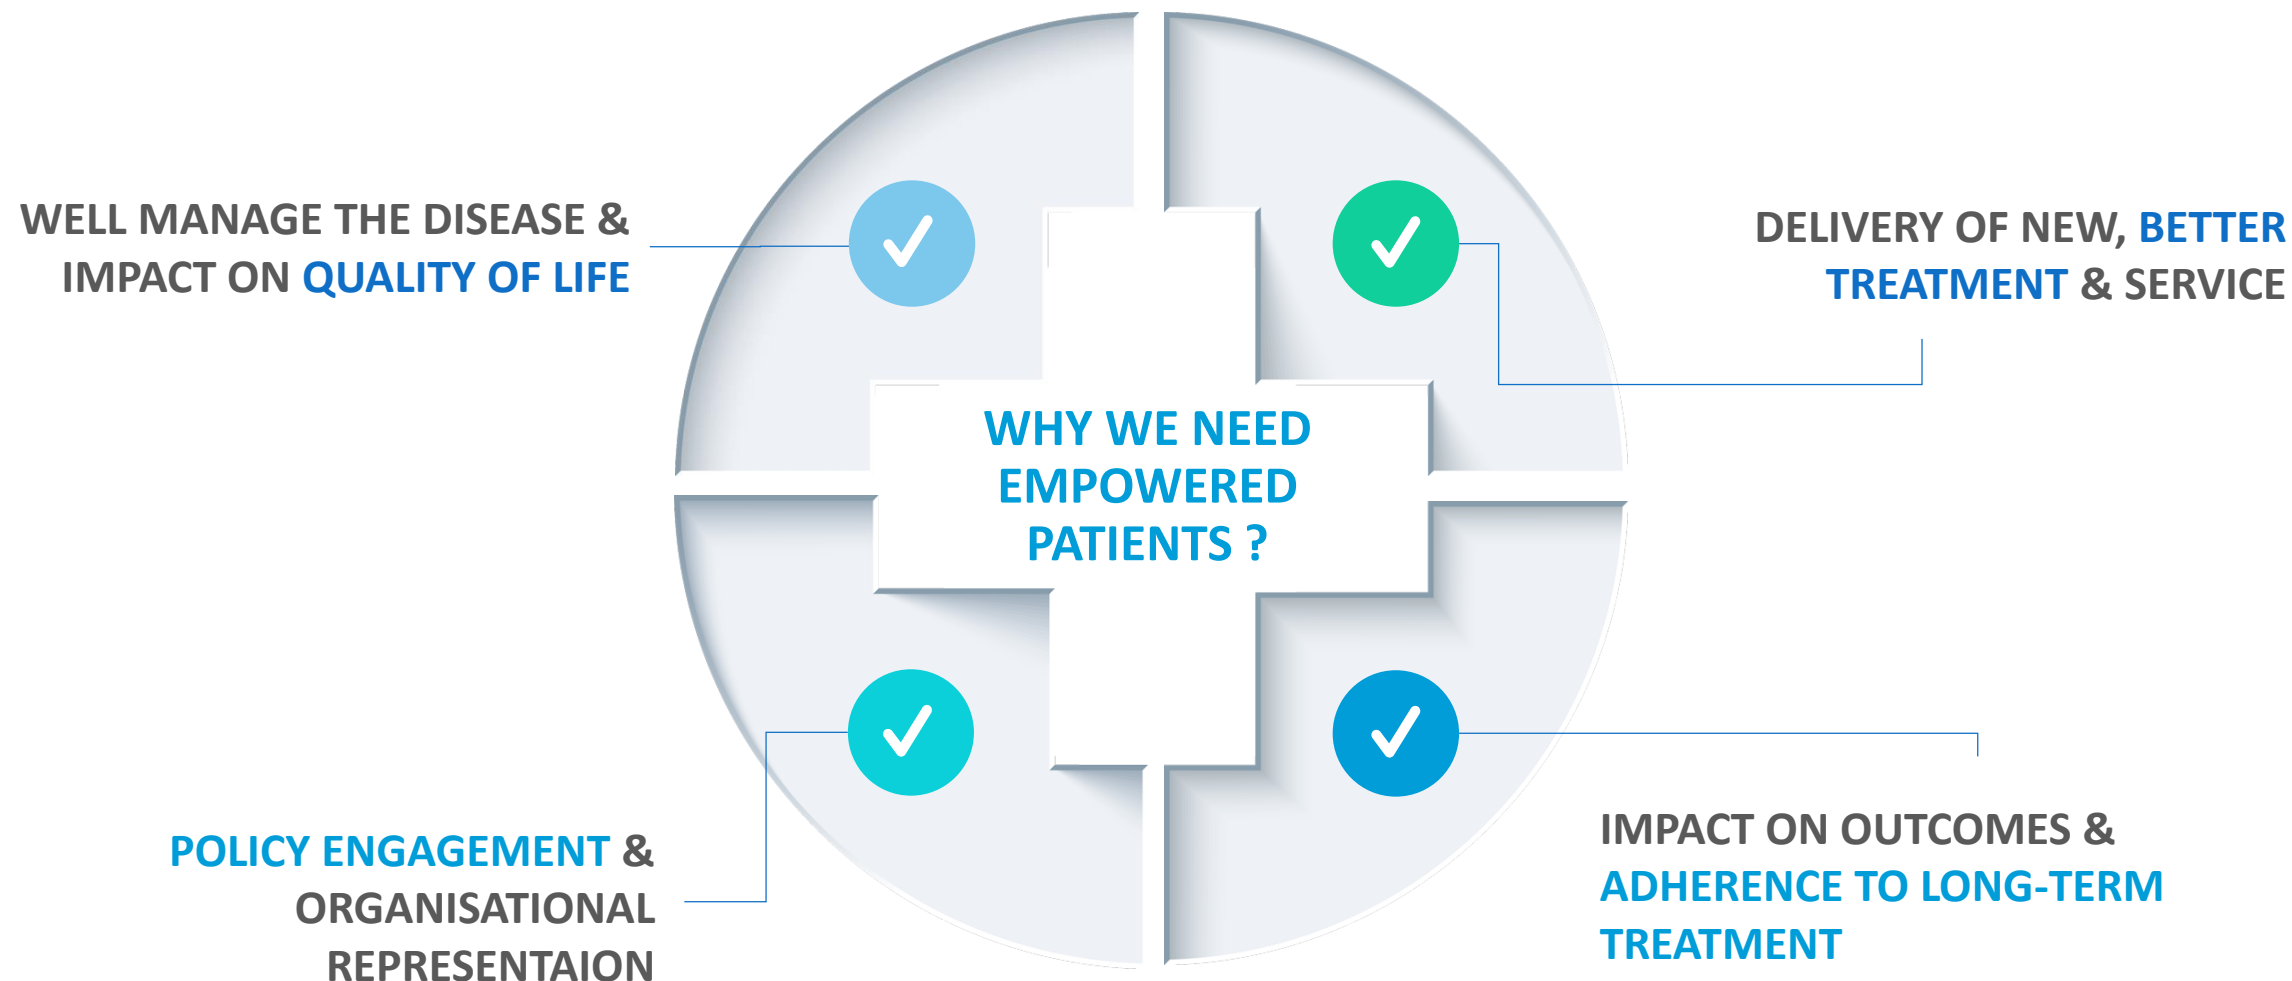 WELL MANAGE THE DISEASE &
IMPACT ON QUALITY OF LIFE
DELIVERY OF NEW, BETTER
TREATMENT & SERVICE
WHY WE NEED
EMPOWERED
PATIENTS ?
POLICY ENGAGEMENT &
ORGANISATIONAL
REPRESENTAION
IMPACT ON OUTCOMES &
ADHERENCE TO LONG-TERM
TREATMENT